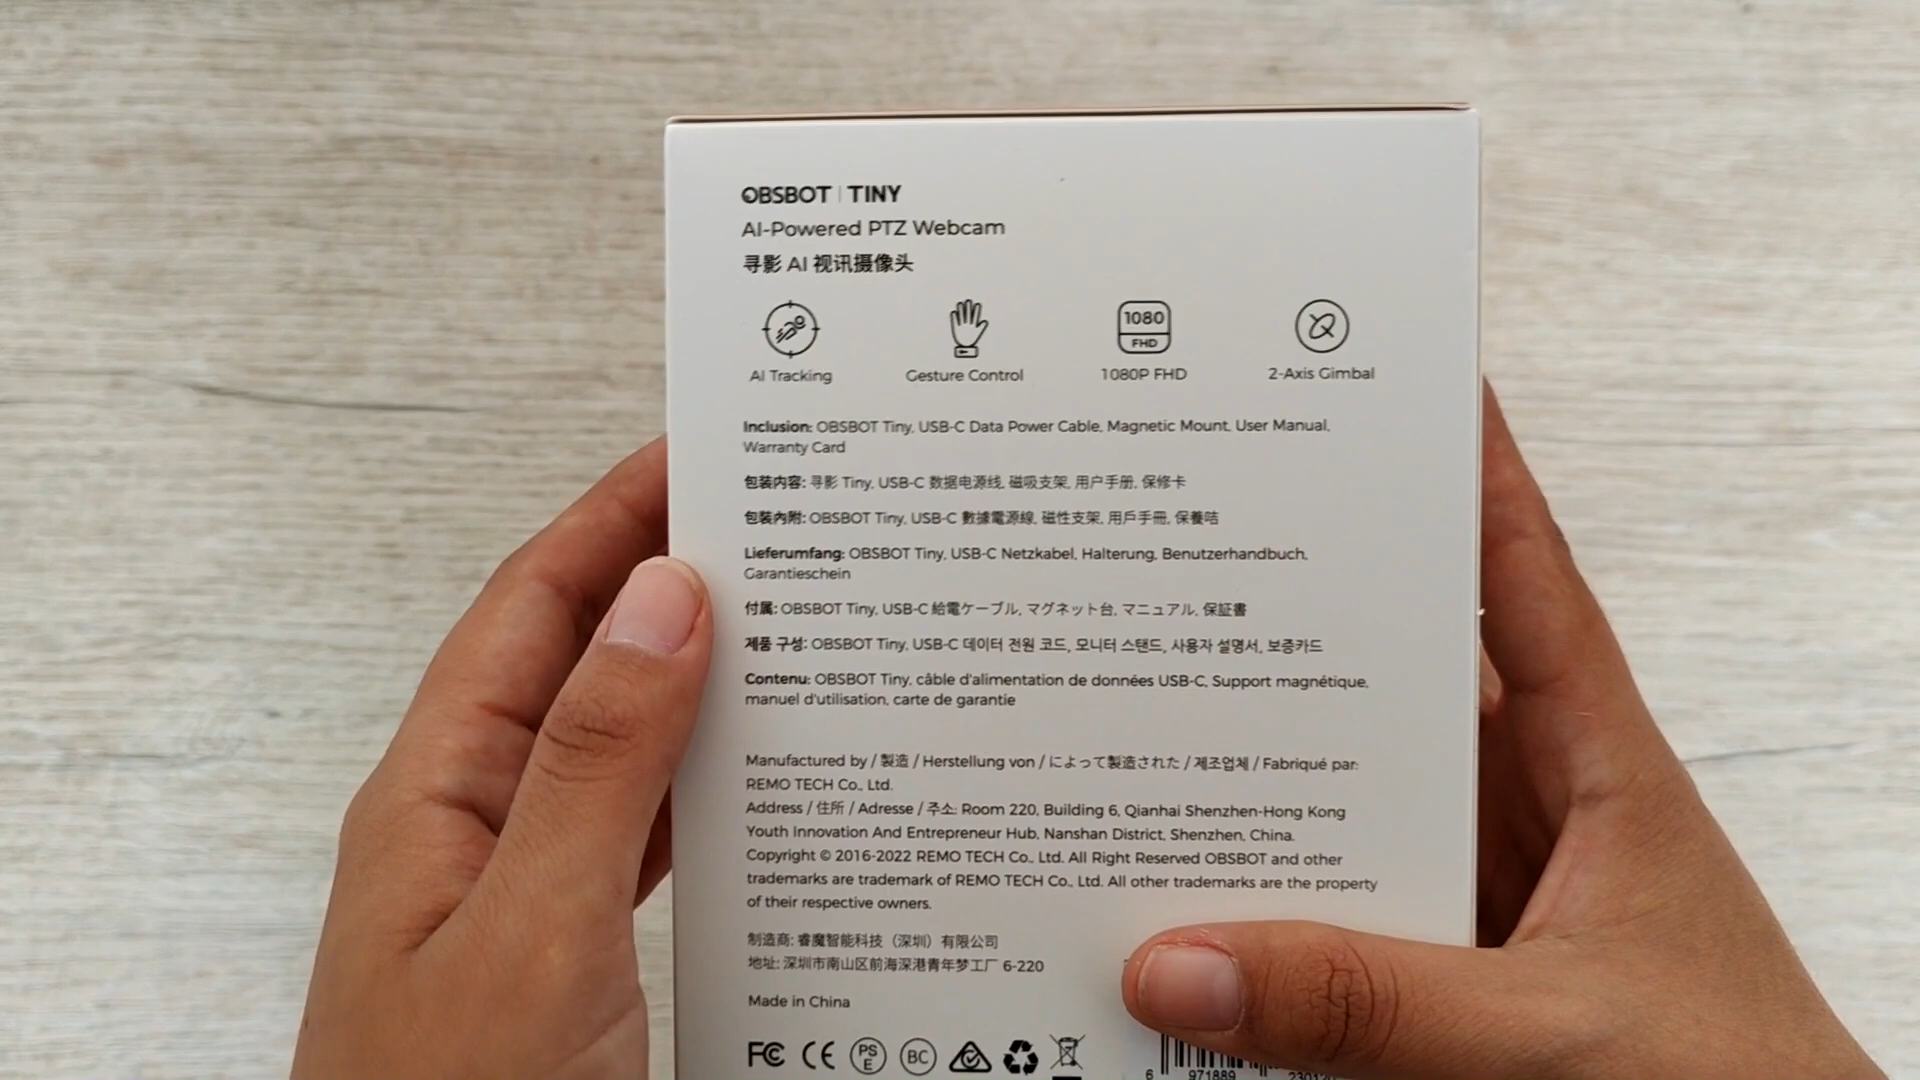 OBSBOT | TINY
AI-Powered PTZ Webcam
寻影 AI 视讯摄像头
1080
FHD
AI Tracking
Gesture Control
1080P FHD
2-Axis Gimbal
Inclusion: OBSBOT Tiny, USB-C Data Power Cable, Magnetic Mount, User Manual,
Warranty Card
包装内容: 寻影 Tiny, USB-C 数据电源线, 磁吸支架, 用户手册, 保修卡
包裝內附: OBSBOT Tiny, USB-C 數據電源線, 磁性支架, 用戶手冊, 保養咭
Lieferumfang: OBSBOT Tiny, USB-C Netzkabel, Halterung, Benutzerhandbuch,
Garantieschein
付属: OBSBOT Tiny, USB-C 給電ケーブル, マグネット台, マニュアル, 保証書
제품 구성: OBSBOT Tiny, USB-C 데이터 전원 코드, 모니터 스탠드, 사용자 설명서, 보증카드
Contenu: OBSBOT Tiny, câble d'alimentation de données USB-C, Support magnétique,
manuel d'utilisation, carte de garantie
Manufactured by / 製造 / Herstellung von / によって製造された / 제조업체 / Fabriqué par:
REMO TECH Co., Ltd.
Address / 住所 / Adresse / 주소: Room 220, Building 6, Qianhai Shenzhen-Hong Kong
Youth Innovation And Entrepreneur Hub, Nanshan District, Shenzhen, China.
Copyright © 2016-2022 REMO TECH Co., Ltd. All Right Reserved OBSBOT and other
trademarks are trademark of REMO TECH Co., Ltd. All other trademarks are the property
of their respective owners.
制造商: 睿魔智能科技（深圳）有限公司
地址: 深圳市南山区前海深港青年梦工厂 6-220
Made in China
FC CE PS E BC
6 971889